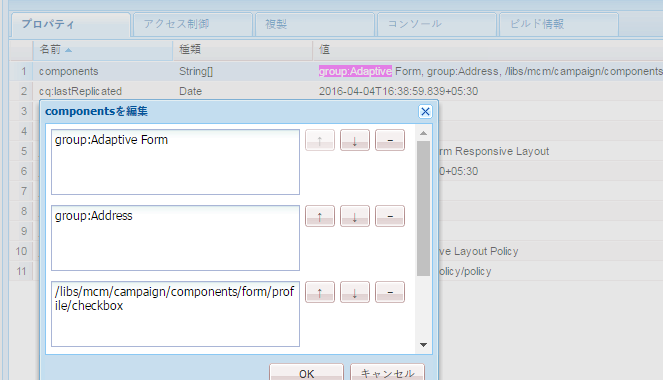 プロパティ アクセス制御 複製 コンソール ビルド情報
名前 種類 値
1 components String[] group:Adaptive Form, group:Address, /libs/mcm/campaign/components
2 cq:lastReplicated Date 2016-04-04T16:38:59.839+05:30
3
componentsを編集
4
group:Adaptive Form
5 rm Responsive Layout
6 0+05:30
7
8
group:Address
9
10 ve Layout Policy
11 olicy/policy
/libs/mcm/campaign/components/form/pro
file/checkbox
OK キャンセル